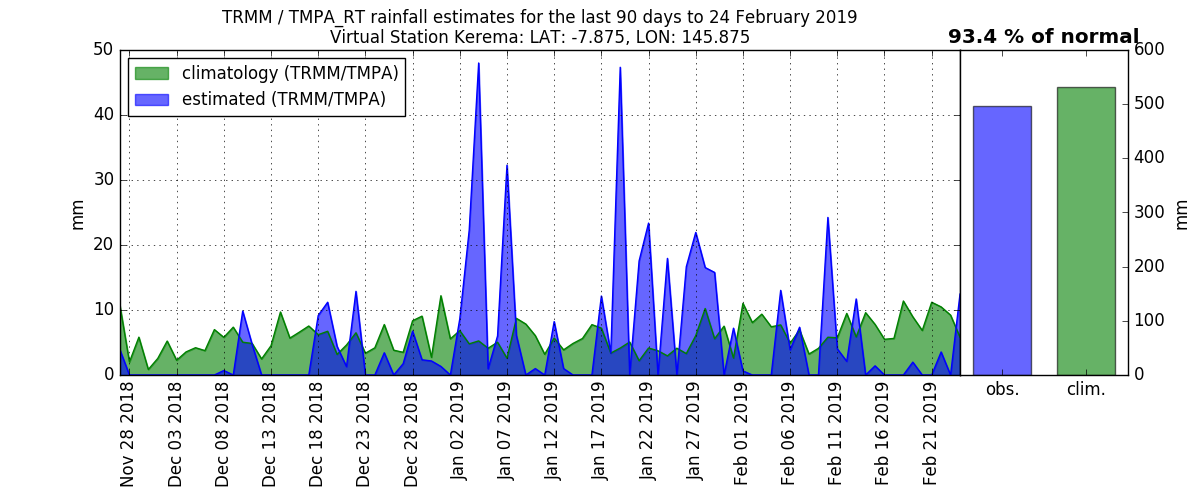 TRMM / TMPA_RT rainfall estimates for the last 90 days to 24 February 2019
Virtual Station Kerema: LAT: -7.875, LON: 145.875
93.4 % of normal
climatology (TRMM/TMPA)
estimated (TRMM/TMPA)
50
40
30
20
10
0
mm
600
500
400
300
200
100
0
mm
obs.
clim.
Nov 28 2018
Dec 03 2018
Dec 08 2018
Dec 13 2018
Dec 18 2018
Dec 23 2018
Dec 28 2018
Jan 02 2019
Jan 07 2019
Jan 12 2019
Jan 17 2019
Jan 22 2019
Jan 27 2019
Feb 01 2019
Feb 06 2019
Feb 11 2019
Feb 16 2019
Feb 21 2019